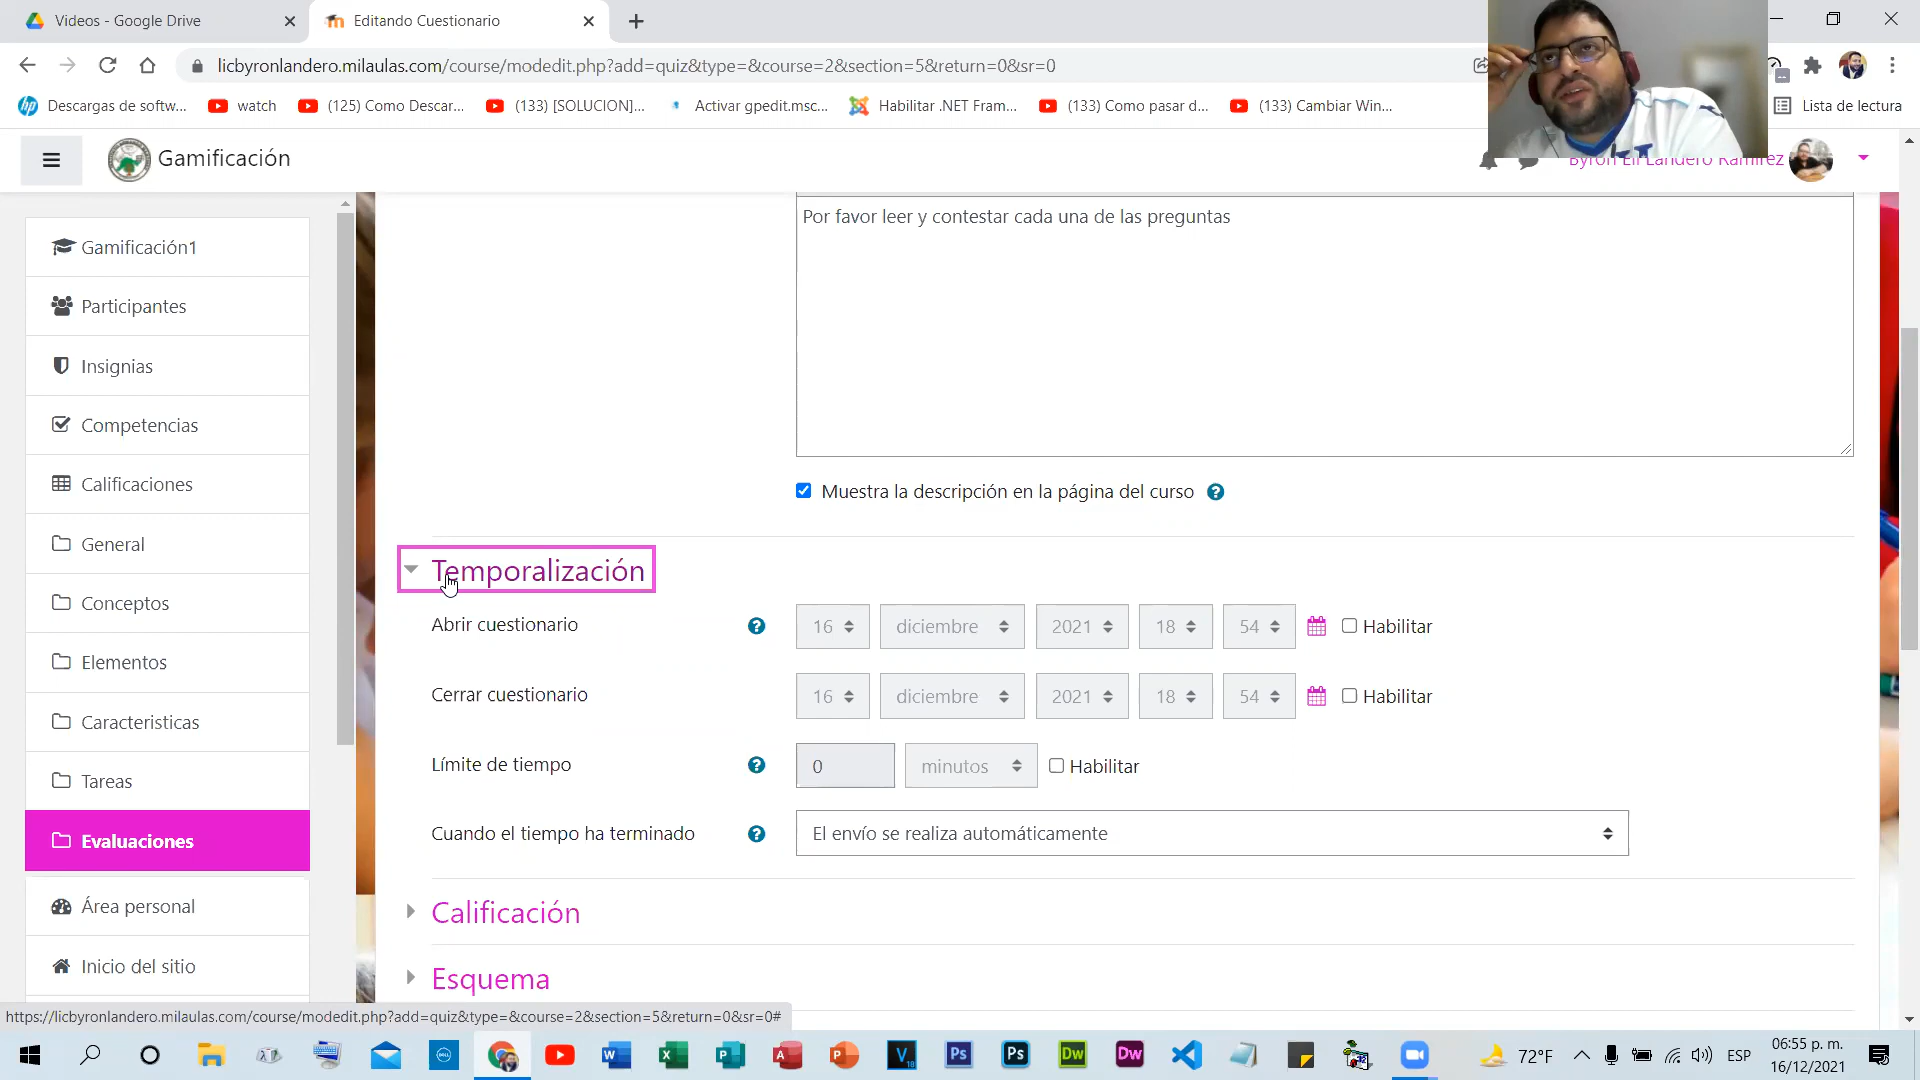 Videos - Google Drive
Editando Cuestionario
licbyronlandero.milaulas.com/course/modedit.php?add=quiz&type=&course=2&section=5&return=0&sr=0
Descargas de softw...
watch
(125) Como Descar...
(133) [SOLUCION]...
Activar gpedit.msc...
Habilitar .NET Fram...
(133) Como pasar d...
(133) Cambiar Win...
Lista de lectura
Gamificación
Byron Eli Landero Ramirez
Gamificación1
Participantes
Insignias
Competencias
Calificaciones
General
Conceptos
Elementos
Caracteristicas
Tareas
Evaluaciones
Área personal
Inicio del sitio
Por favor leer y contestar cada una de las preguntas
Muestra la descripción en la página del curso
Temporalización
Abrir cuestionario
16 diciembre 2021 18 54 Habilitar
Cerrar cuestionario
16 diciembre 2021 18 54 Habilitar
Límite de tiempo
0 minutos Habilitar
Cuando el tiempo ha terminado
El envío se realiza automáticamente
Calificación
Esquema
https://licbyronlandero.milaulas.com/course/modedit.php?add=quiz&type=&course=2&section=5&return=0&sr=0#
72°F
ESP
06:55 p. m.
16/12/2021